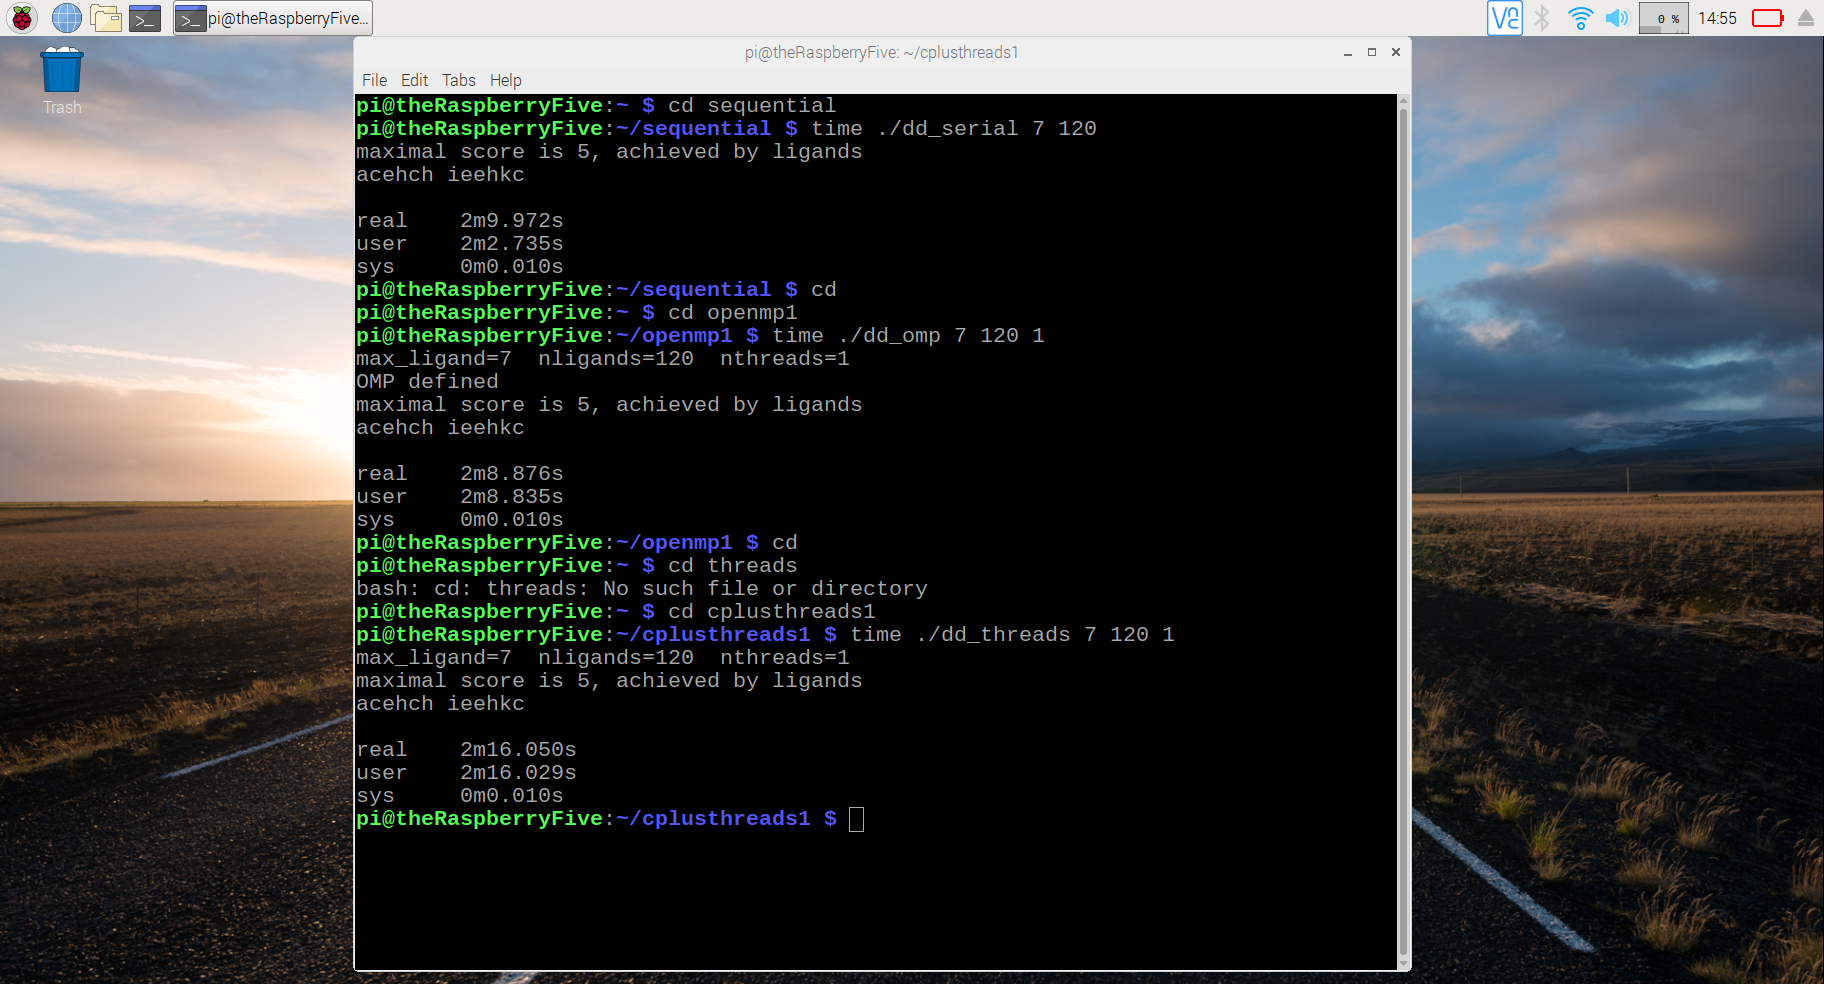 pi@theRaspberryFive...
V2
0 %
14:55
Trash
pi@theRaspberryFive: ~/cplusthreads1
File Edit Tabs Help
pi@theRaspberryFive:~ $ cd sequential
pi@theRaspberryFive:~/sequential $ time ./dd_serial 7 120
maximal score is 5, achieved by ligands
acehch ieehkc
real 2m9.972s
user 2m2.735s
sys 0m0.010s
pi@theRaspberryFive:~/sequential $ cd
pi@theRaspberryFive:~ $ cd openmp1
pi@theRaspberryFive:~/openmp1 $ time ./dd_omp 7 120 1
max_ligand=7  nligands=120  nthreads=1
OMP defined
maximal score is 5, achieved by ligands
acehch ieehkc
real 2m8.876s
user 2m8.835s
sys 0m0.010s
pi@theRaspberryFive:~/openmp1 $ cd
pi@theRaspberryFive:~ $ cd threads
bash: cd: threads: No such file or directory
pi@theRaspberryFive:~ $ cd cplusthreads1
pi@theRaspberryFive:~/cplusthreads1 $ time ./dd_threads 7 120 1
max_ligand=7  nligands=120  nthreads=1
maximal score is 5, achieved by ligands
acehch ieehkc
real 2m16.050s
user 2m16.029s
sys 0m0.010s
pi@theRaspberryFive:~/cplusthreads1 $